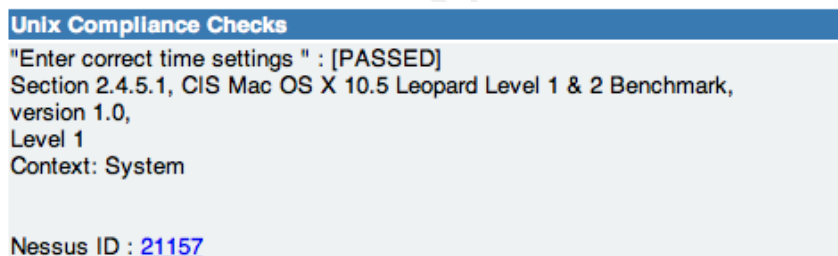 Unix Compliance Checks
"Enter correct time settings " : [PASSED]
Section 2.4.5.1, CIS Mac OS X 10.5 Leopard Level 1 & 2 Benchmark,
version 1.0,
Level 1
Context: System
Nessus ID : 21157